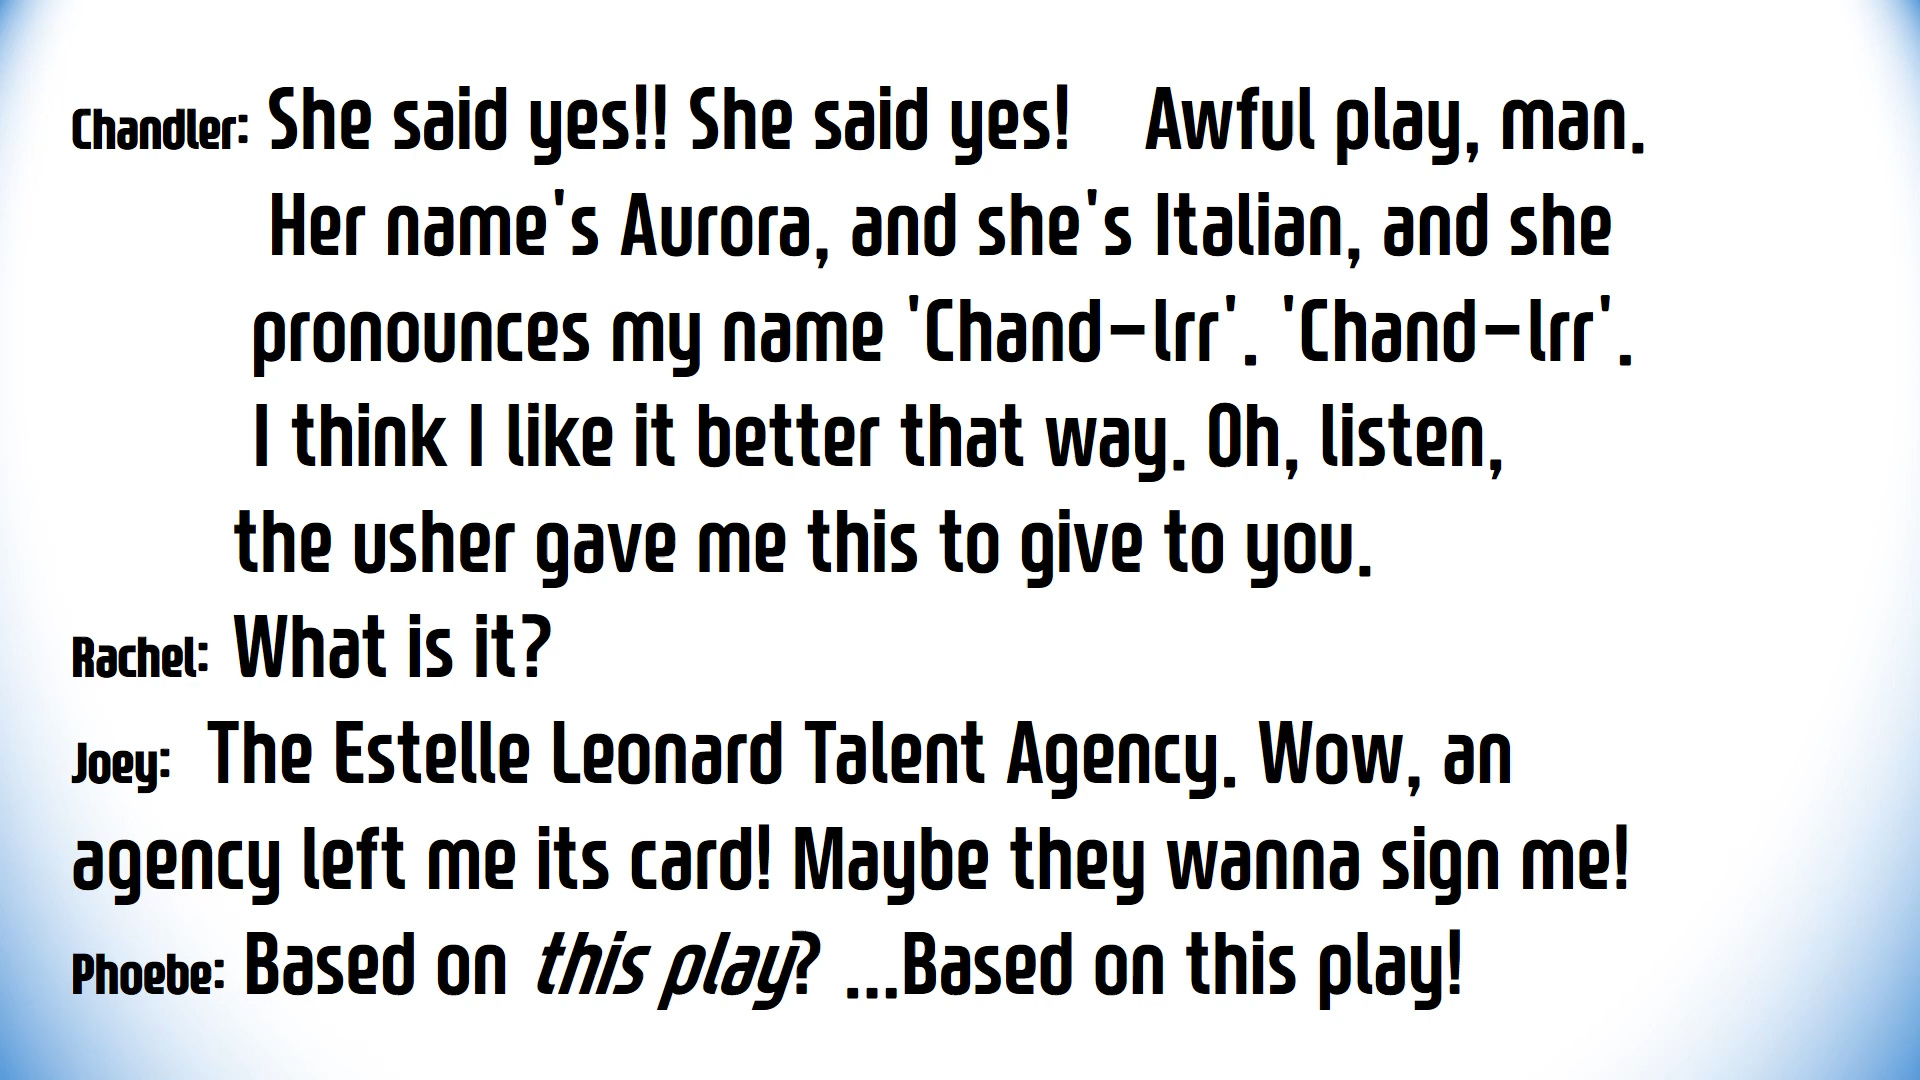 Chandler: She said yes!! She said yes! Awful play, man.
Her name's Aurora, and she's Italian, and she
pronounces my name 'Chand-lrr'. 'Chand-lrr'.
I think I like it better that way. Oh, listen,
the usher gave me this to give to you.
Rachel: What is it?
Joey: The Estelle Leonard Talent Agency. Wow, an
agency left me its card! Maybe they wanna sign me!
Phoebe: Based on this play? ...Based on this play!